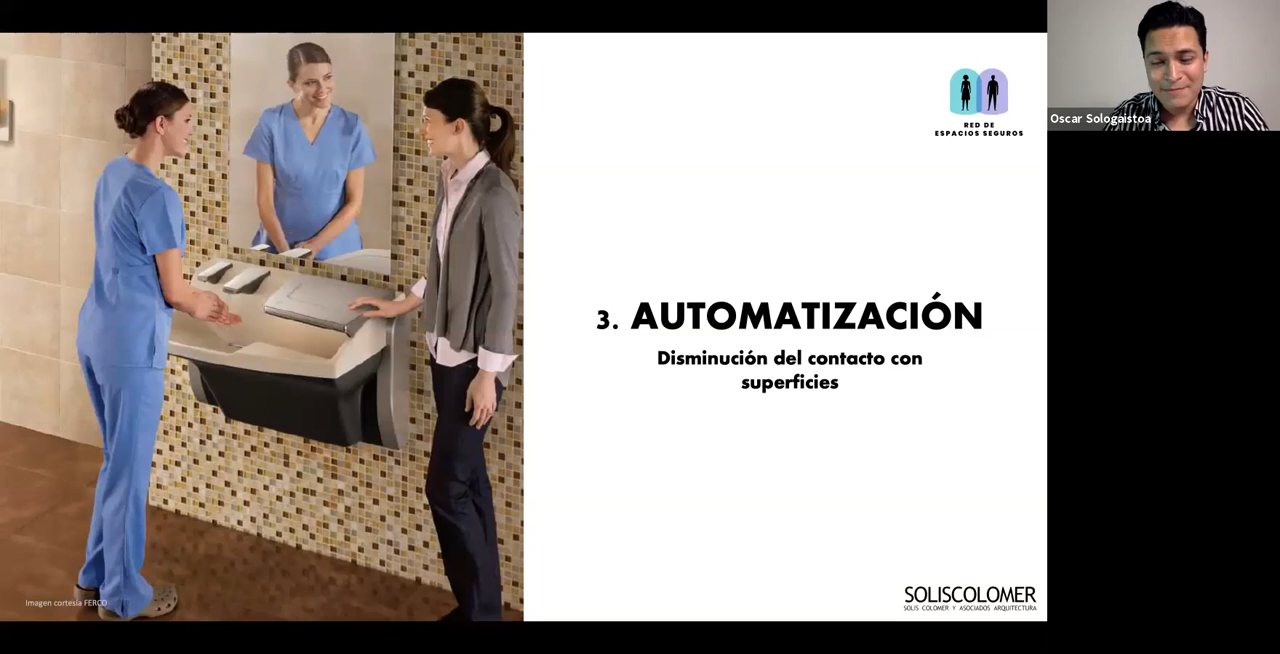 RED DE
ESPACIOS SEGUROS
Oscar Sologaistoa
3. AUTOMATIZACIÓN
Disminución del contacto con
superficies
Imagen cortesía FERCO
SOLISCOLOMER
SOLIS COLOMER Y ASOCIADOS ARQUITECTURA